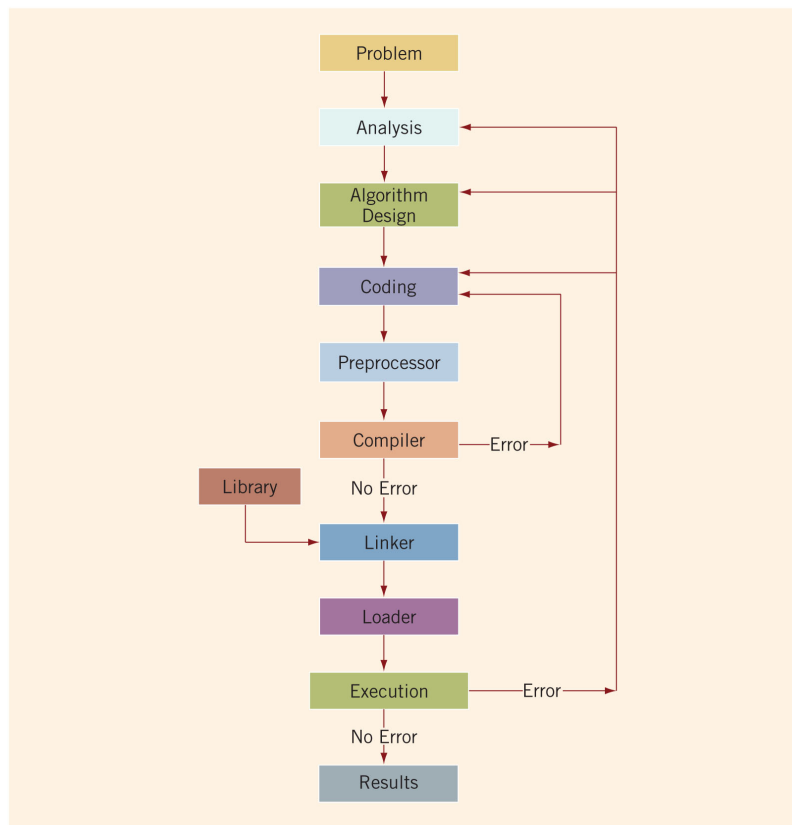 Problem
Analysis
Algorithm
Design
Coding
Preprocessor
Compiler
Error
No Error
Library
Linker
Loader
Execution
Error
No Error
Results